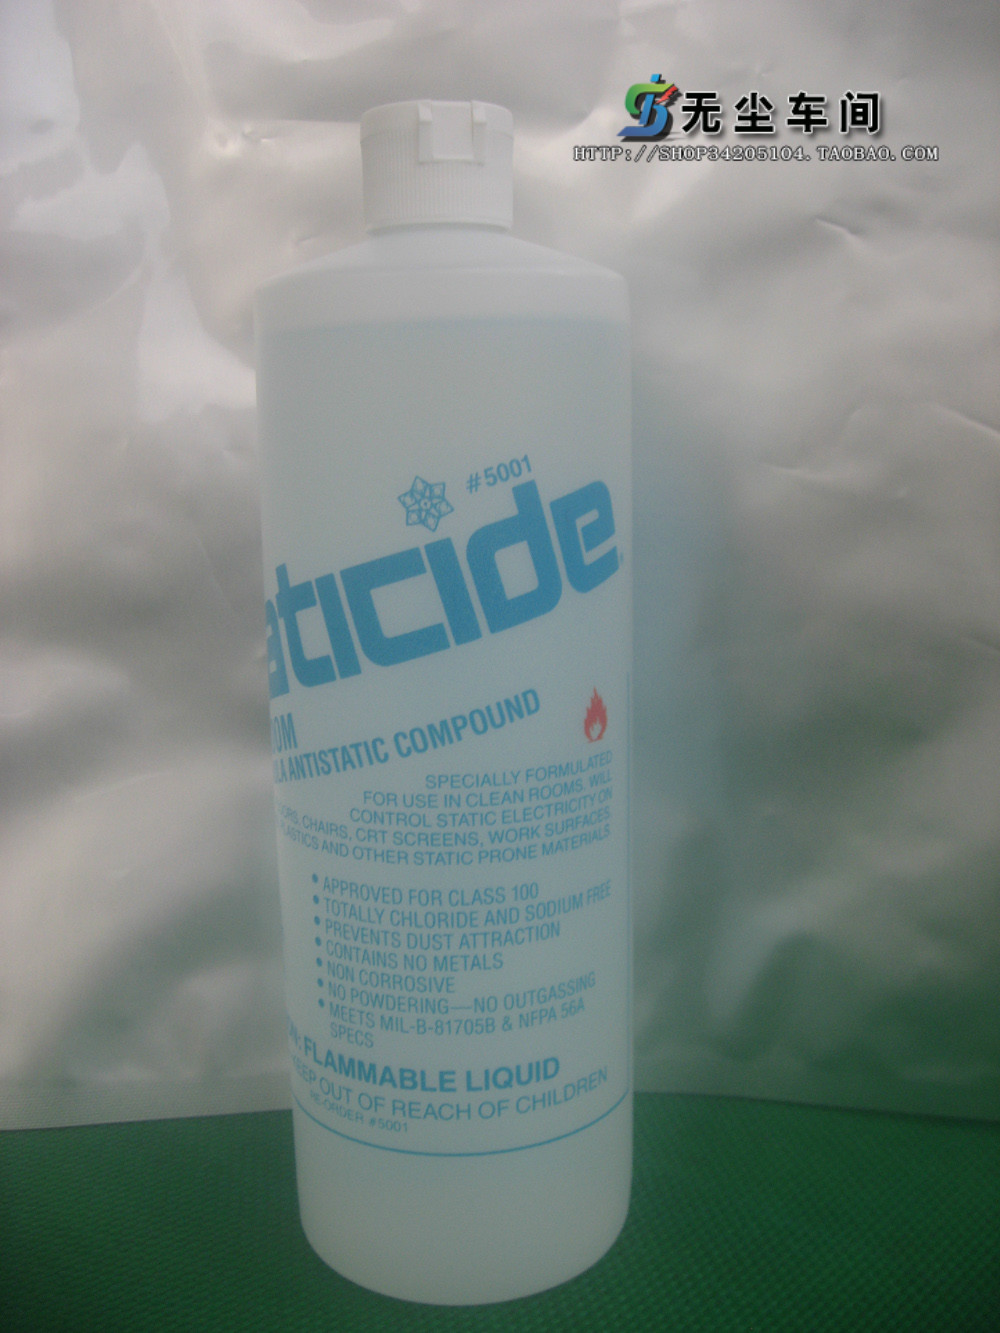 无尘车间
HTTP://SHOP34205104.TAOBAO.COM
#5001
aticide
OM
LA ANTISTATIC COMPOUND
SPECIALLY FORMULATED
FOR USE IN CLEAN ROOMS. WILL
CONTROL STATIC ELECTRICITY ON
ORS, CHAIRS, CRT SCREENS, WORK SURFACES,
LASTICS AND OTHER STATIC PRONE MATERIALS.
• APPROVED FOR CLASS 100
• TOTALLY CHLORIDE AND SODIUM FREE
• PREVENTS DUST ATTRACTION
• CONTAINS NO METALS
• NON CORROSIVE
• NO POWDERING—NO OUTGASSING
• MEETS MIL-B-81705B & NFPA 56A
SPECS
N: FLAMMABLE LIQUID
KEEP OUT OF REACH OF CHILDREN
RE-ORDER #5001